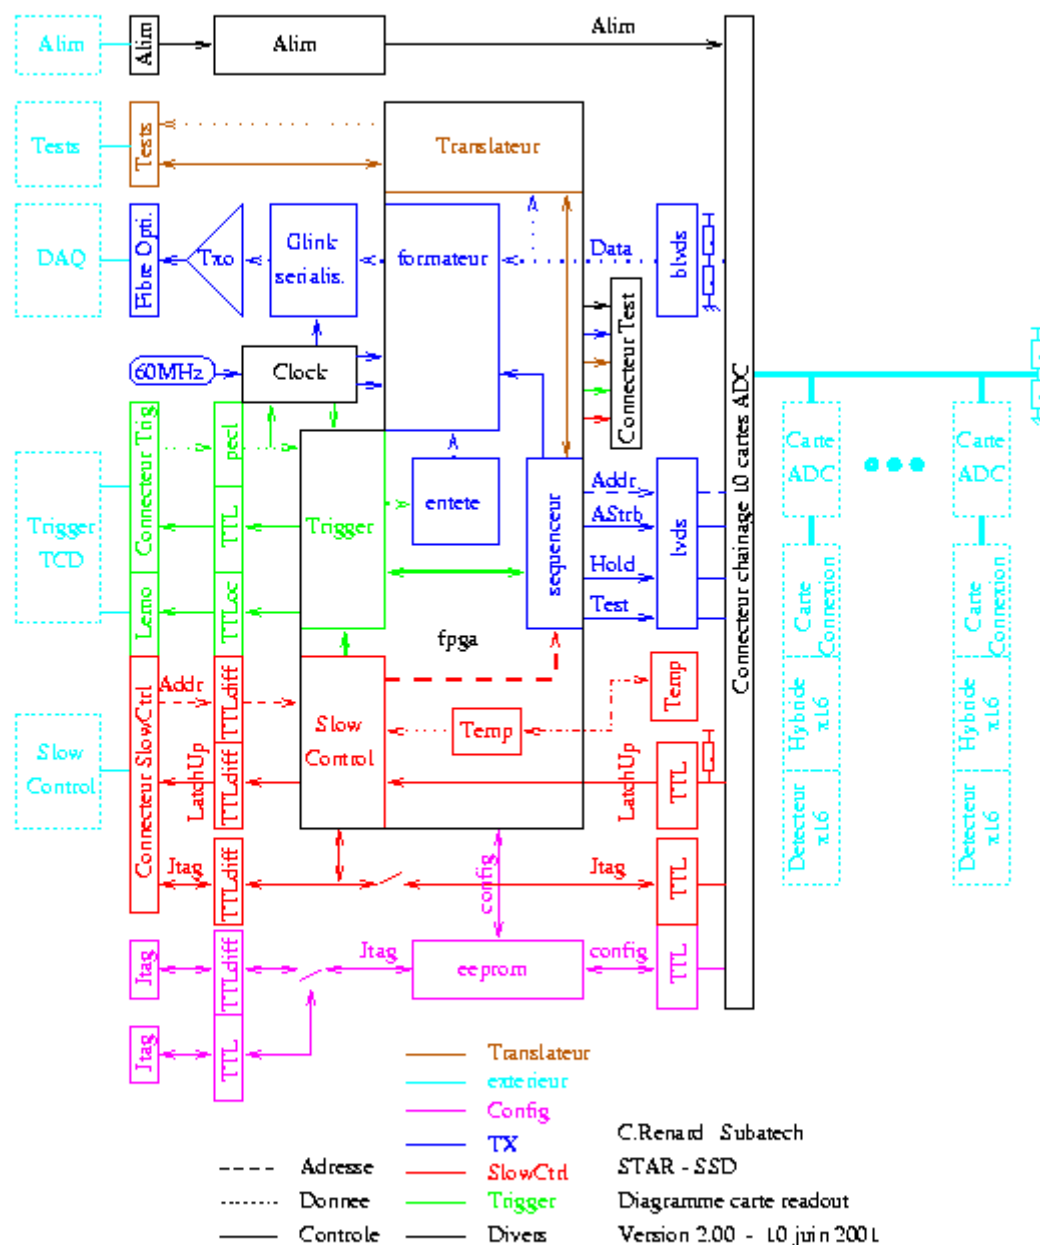 Alim
Alim
Alim
Alim
Tests
Tests
Translateur
DAQ
Fibre Opti.
Txo
Glink
serialis.
formateur
Data
blvds
Connecteur Test
60MHz
Clock
Connecteur Trig
pecl
Trigger
TCD
TTL
Trigger
entete
sequenceur
Addr
AStrb
Hold
Test
lvds
Lemo
TTLoc
fpga
Connecteur chainage 10 cartes ADC
Carte
ADC
Carte
ADC
Carte
Connexion
Carte
Connexion
Hybride
x16
Hybride
x16
Detecteur
x16
Detecteur
x16
Slow
Control
Connecteur SlowCtrl
Addr
TTLdiff
LatchUp
TTLdiff
Slow
Control
Temp
Temp
LatchUp
TTL
Jtag
TTLdiff
Jtag
TTL
config
Jtag
TTLdiff
Jtag
eeprom
config
TTL
Jtag
TTL
Translateur
exterieur
Config
TX
SlowCtrl
Trigger
Divers
Adresse
Donnee
Controle
C.Renard Subatech
STAR - SSD
Diagramme carte readout
Version 2.00 - 10 juin 2001